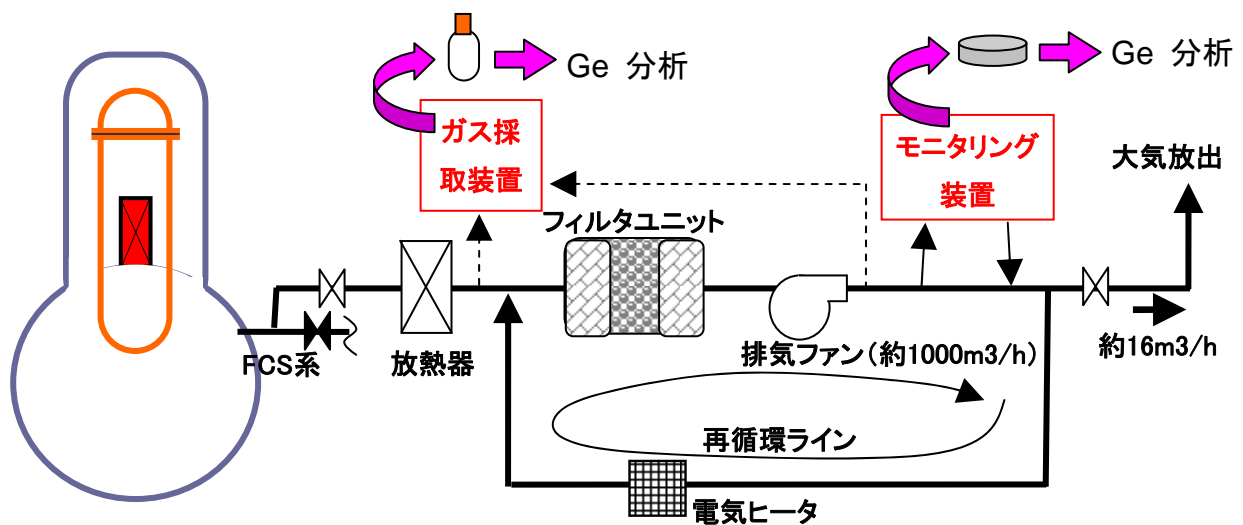 Ge 分析
Ge 分析
ガス採
取装置
モニタリング
装置
大気放出
フィルタユニット
FCS系
放熱器
排気ファン(約1000m3/h)
約16m3/h
再循環ライン
電気ヒータ